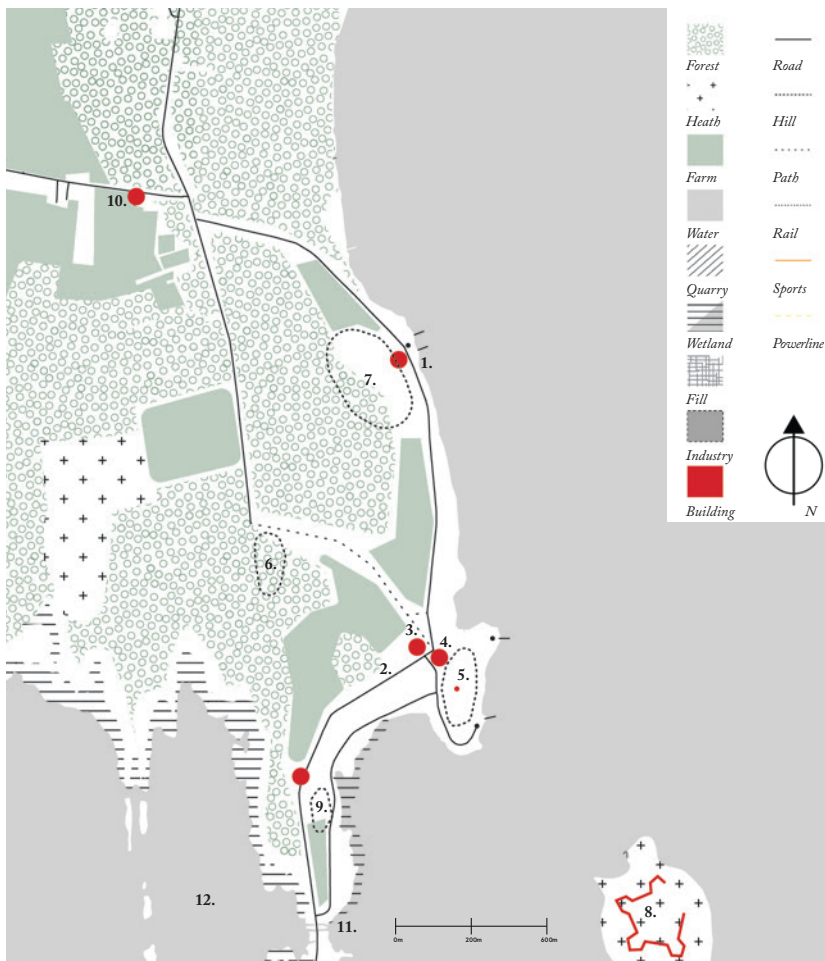 Forest
Road
Heath
Hill
Farm
Path
Water
Rail
Quarry
Sports
Wetland
Powerline
Fill
Industry
Building
N
10.
1.
7.
6.
3.
4.
2.
5.
9.
12.
11.
8.
0m
200m
400m